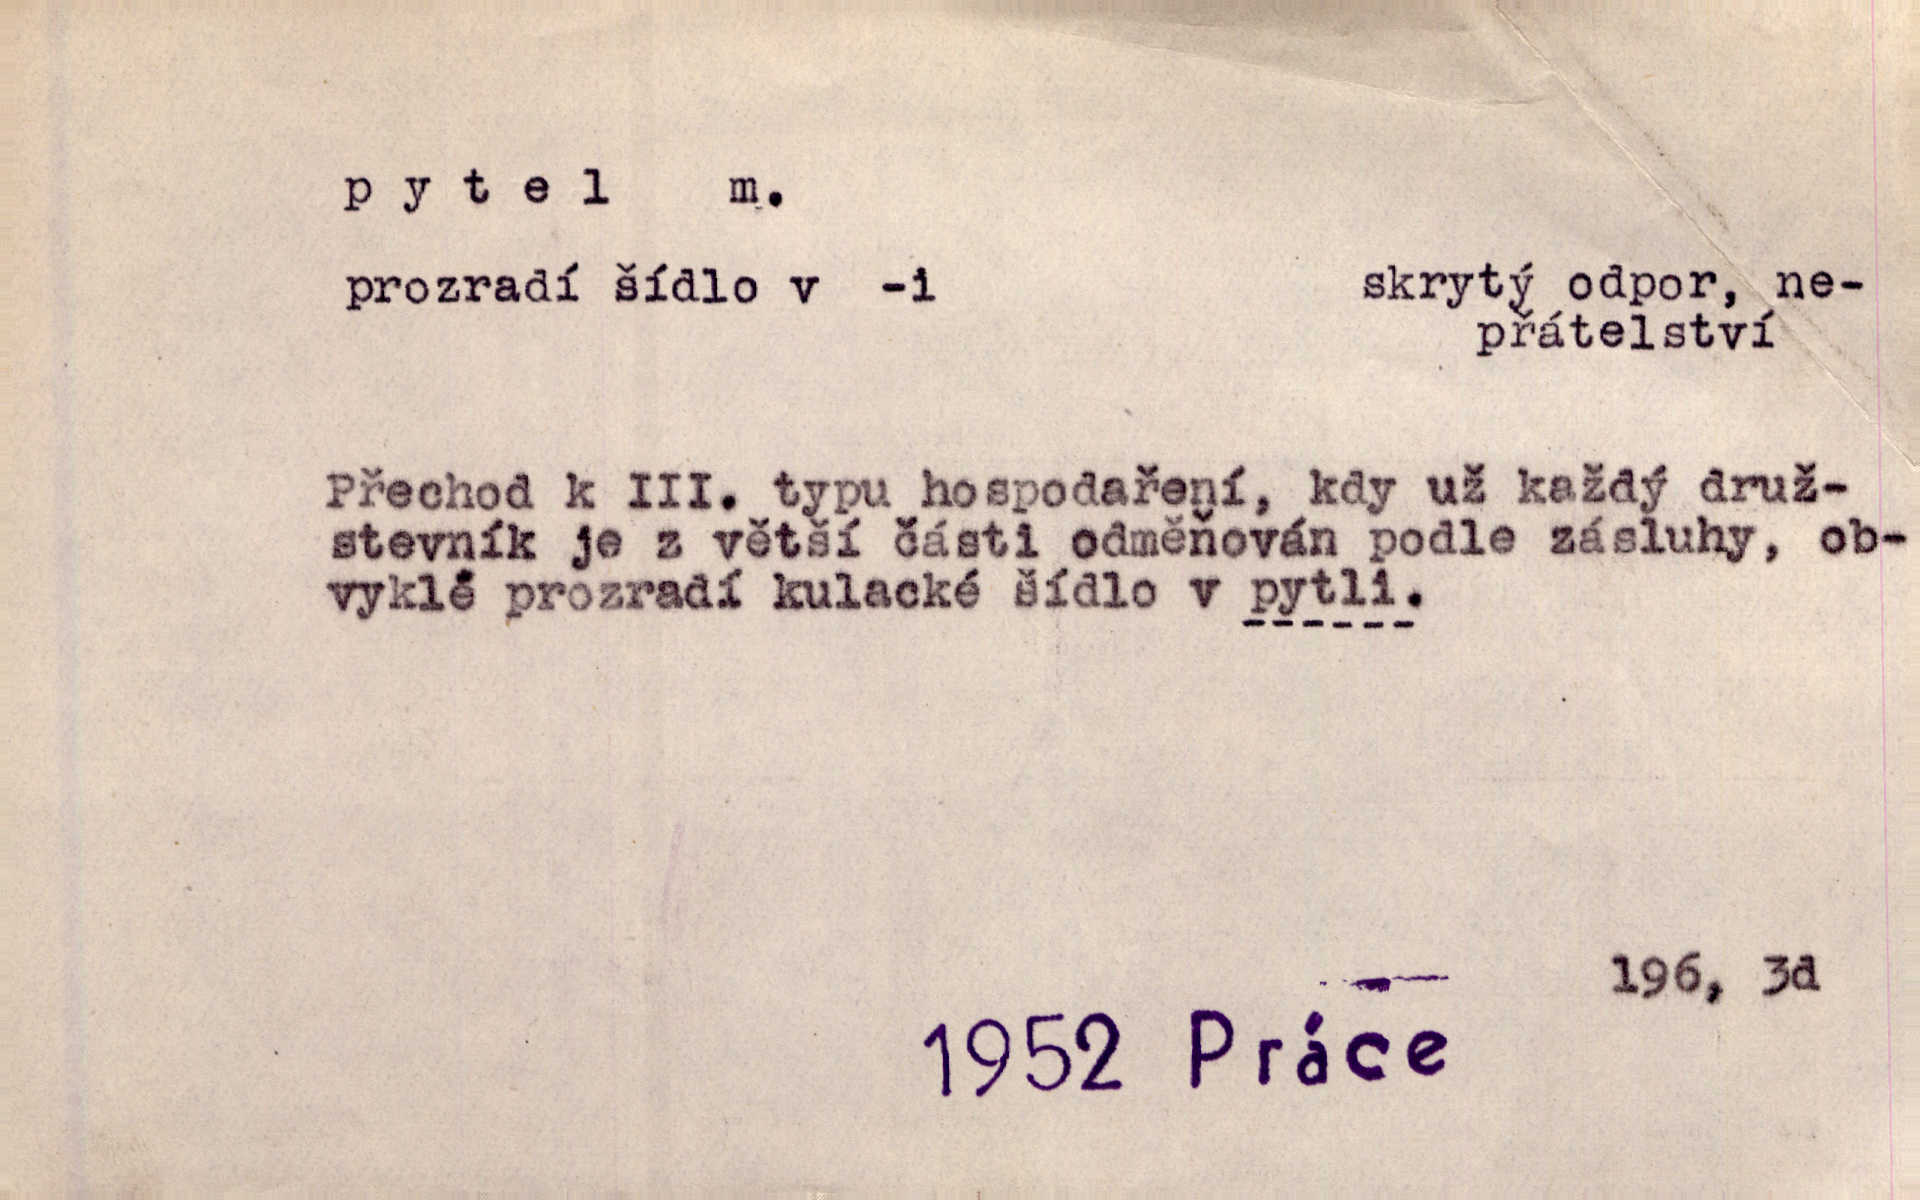 pytel m.
prozradí šídlo v -i skrytý odpor, ne-
přátelství
Přechod k III. typu hospodaření, kdy už každý druž-
stevník je z větší části odměňován podle zásluhy, ob-
vyklé prozradí kulacké šídlo v pytli.
196, 3d
1952 Práce